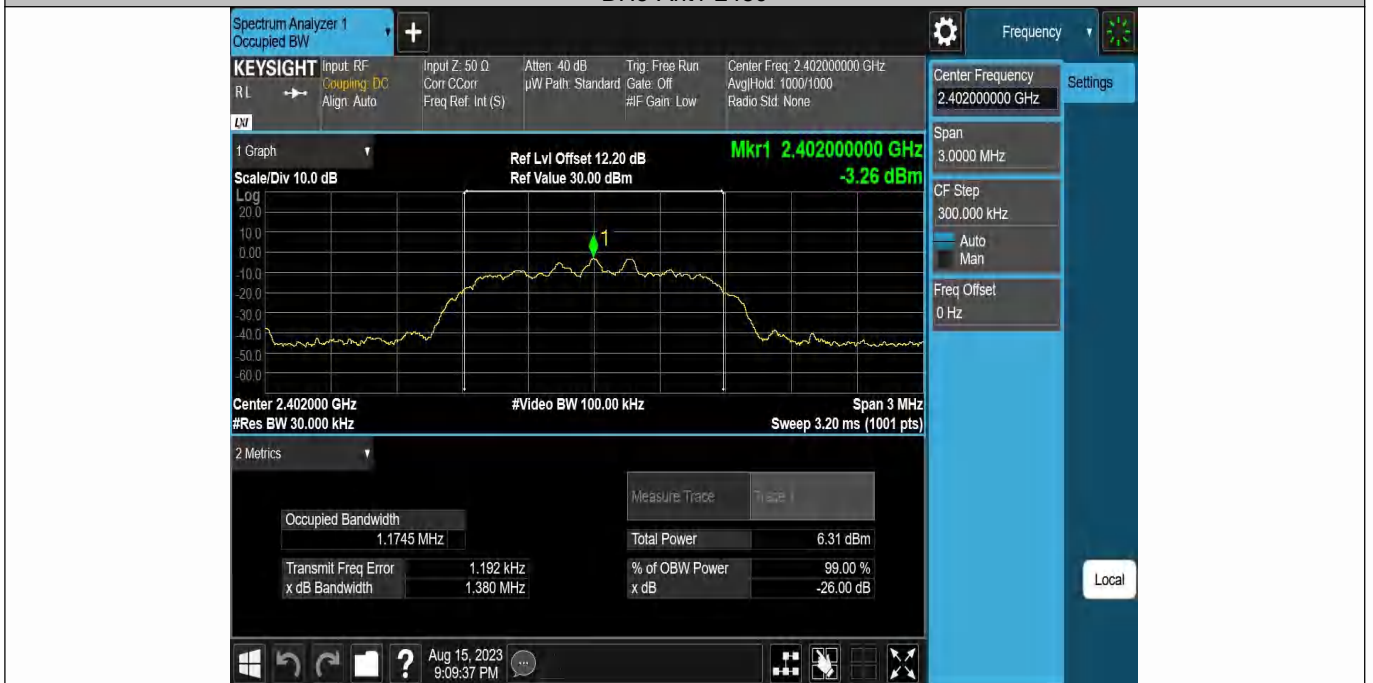 Spectrum Analyzer 1
Occupied BW
+
Frequency
KEYSIGHT
RL
LXI
Input: RF
Coupling: DC
Align: Auto
Input Z: 50 Ω
Corr CCorr
Freq Ref: Int (S)
Atten: 40 dB
µW Path: Standard
Trig: Free Run
Gate: Off
#IF Gain: Low
Center Freq: 2.402000000 GHz
Avg|Hold: 1000/1000
Radio Std: None
Center Frequency
2.402000000 GHz
Settings
Span
3.0000 MHz
CF Step
300.000 kHz
Auto
Man
Freq Offset
0 Hz
1 Graph
Scale/Div 10.0 dB
Ref Lvl Offset 12.20 dB
Ref Value 30.00 dBm
Mkr1 2.402000000 GHz
-3.26 dBm
Log
20.0
10.0
0.00
-10.0
-20.0
-30.0
-40.0
-50.0
-60.0
1
Center 2.402000 GHz
#Video BW 100.00 kHz
Span 3 MHz
#Res BW 30.000 kHz
Sweep 3.20 ms (1001 pts)
2 Metrics
Measure Trace
Trace 1
Occupied Bandwidth
1.1745 MHz
Total Power
6.31 dBm
Transmit Freq Error
1.192 kHz
% of OBW Power
99.00 %
x dB Bandwidth
1.380 MHz
x dB
-26.00 dB
Local
?
Aug 15, 2023
9:09:37 PM